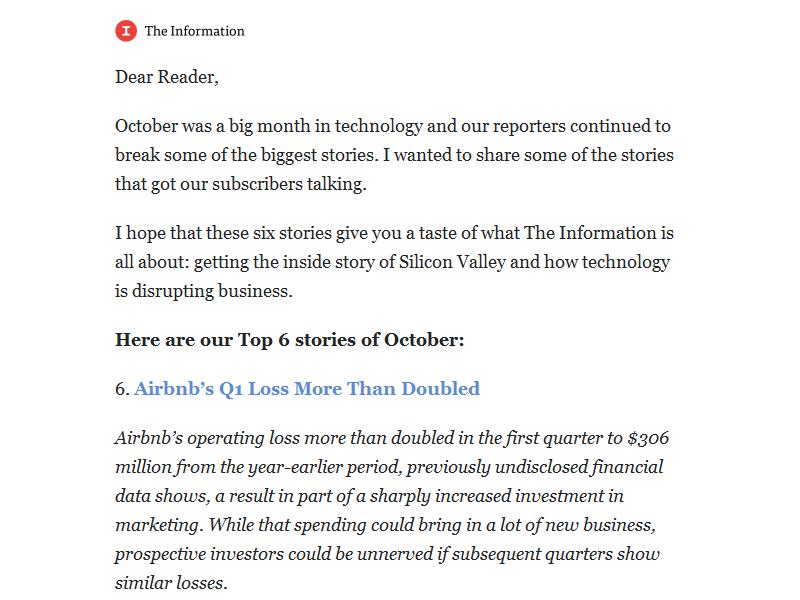 I The Information
Dear Reader,
October was a big month in technology and our reporters continued to
break some of the biggest stories. I wanted to share some of the stories
that got our subscribers talking.
I hope that these six stories give you a taste of what The Information is
all about: getting the inside story of Silicon Valley and how technology
is disrupting business.
Here are our Top 6 stories of October:
6. Airbnb’s Q1 Loss More Than Doubled
Airbnb’s operating loss more than doubled in the first quarter to $306
million from the year-earlier period, previously undisclosed financial
data shows, a result in part of a sharply increased investment in
marketing. While that spending could bring in a lot of new business,
prospective investors could be unnerved if subsequent quarters show
similar losses.